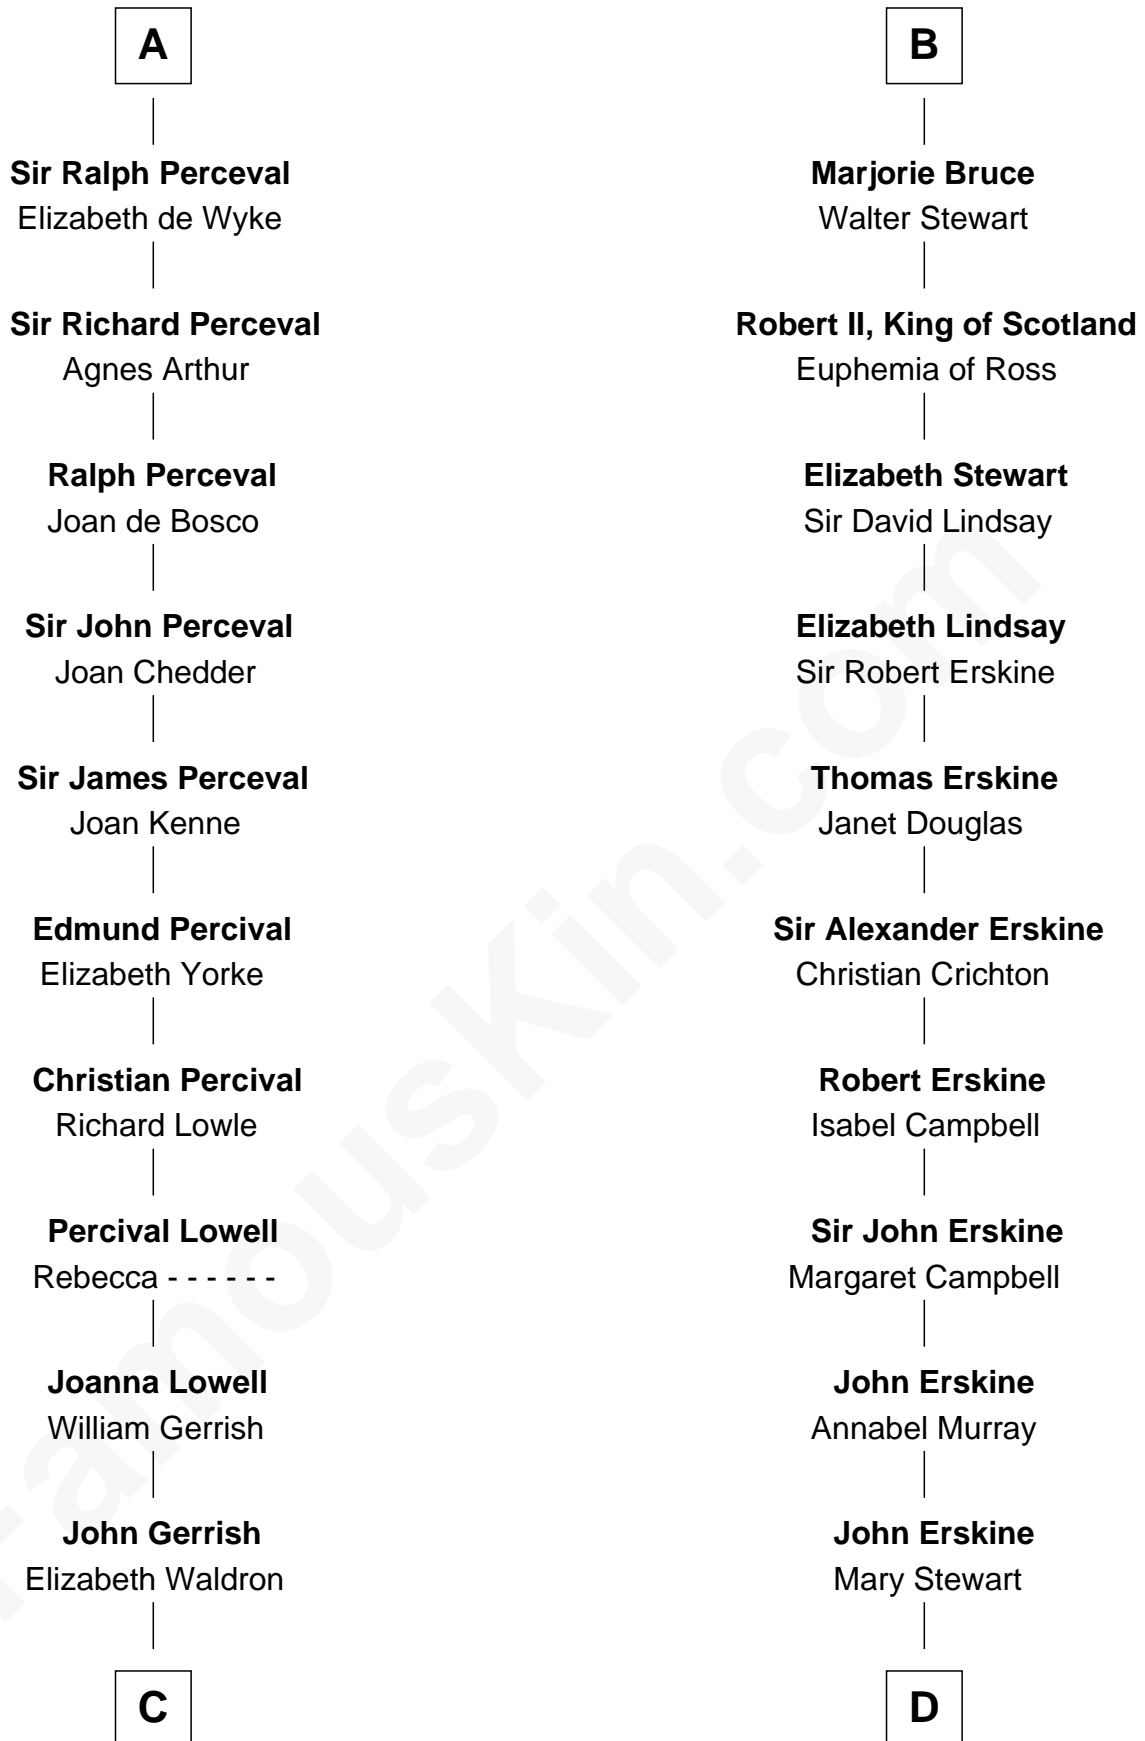 A
Sir Ralph Perceval
Elizabeth de Wyke
Sir Richard Perceval
Agnes Arthur
Ralph Perceval
Joan de Bosco
Sir John Perceval
Joan Chedder
Sir James Perceval
Joan Kenne
Edmund Percival
Elizabeth Yorke
Christian Percival
Richard Lowle
Percival Lowell
Rebecca - - - - - -
Joanna Lowell
William Gerrish
John Gerrish
Elizabeth Waldron
C
B
Marjorie Bruce
Walter Stewart
Robert II, King of Scotland
Euphemia of Ross
Elizabeth Stewart
Sir David Lindsay
Elizabeth Lindsay
Sir Robert Erskine
Thomas Erskine
Janet Douglas
Sir Alexander Erskine
Christian Crichton
Robert Erskine
Isabel Campbell
Sir John Erskine
Margaret Campbell
John Erskine
Annabel Murray
John Erskine
Mary Stewart
D
FamousKin.com